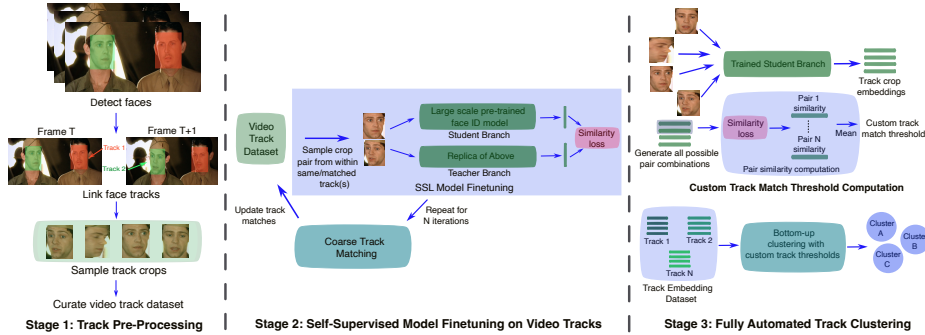 Detect faces
Frame T
Frame T+1
Track 1
Track 2
Link face tracks
Sample track crops
Curate video track dataset
Stage 1: Track Pre-Processing
Video
Track
Dataset
Sample crop
pair from within
same/matched
track(s)
Large scale pre-trained
face ID model
Student Branch
Replica of Above
Teacher Branch
Similarity
loss
SSL Model Finetuning
Update track
matches
Repeat for
N iterations
Coarse Track
Matching
Stage 2: Self-Supervised Model Finetuning on Video Tracks
Trained Student Branch
Track crop
embeddings
Generate all possible
pair combinations
Similarity
loss
Pair 1
similarity
Pair N
similarity
Mean
Custom track
match threshold
Pair similarity computation
Custom Track Match Threshold Computation
Track 1
Track 2
Track N
Track Embedding
Dataset
Bottom-up
clustering with
custom track thresholds
Cluster
A
Cluster
B
Cluster
C
Stage 3: Fully Automated Track Clustering